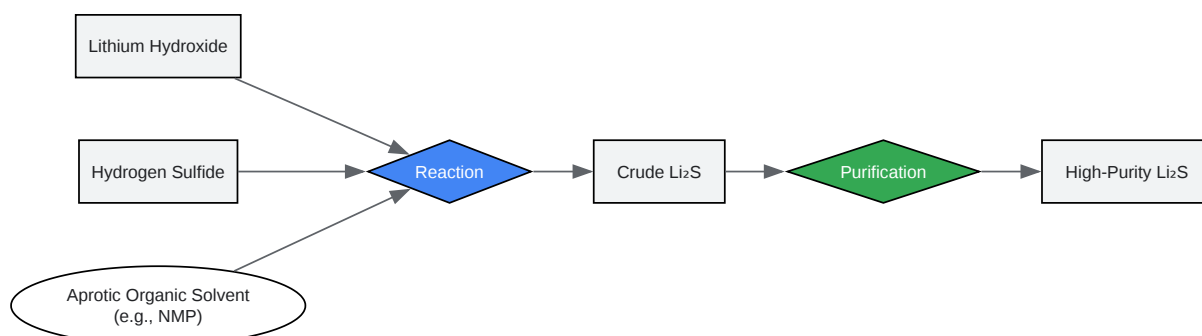 Lithium Hydroxide
Hydrogen Sulfide
Aprotic Organic Solvent
(e.g., NMP)
Reaction
Crude Li₂S
Purification
High-Purity Li₂S